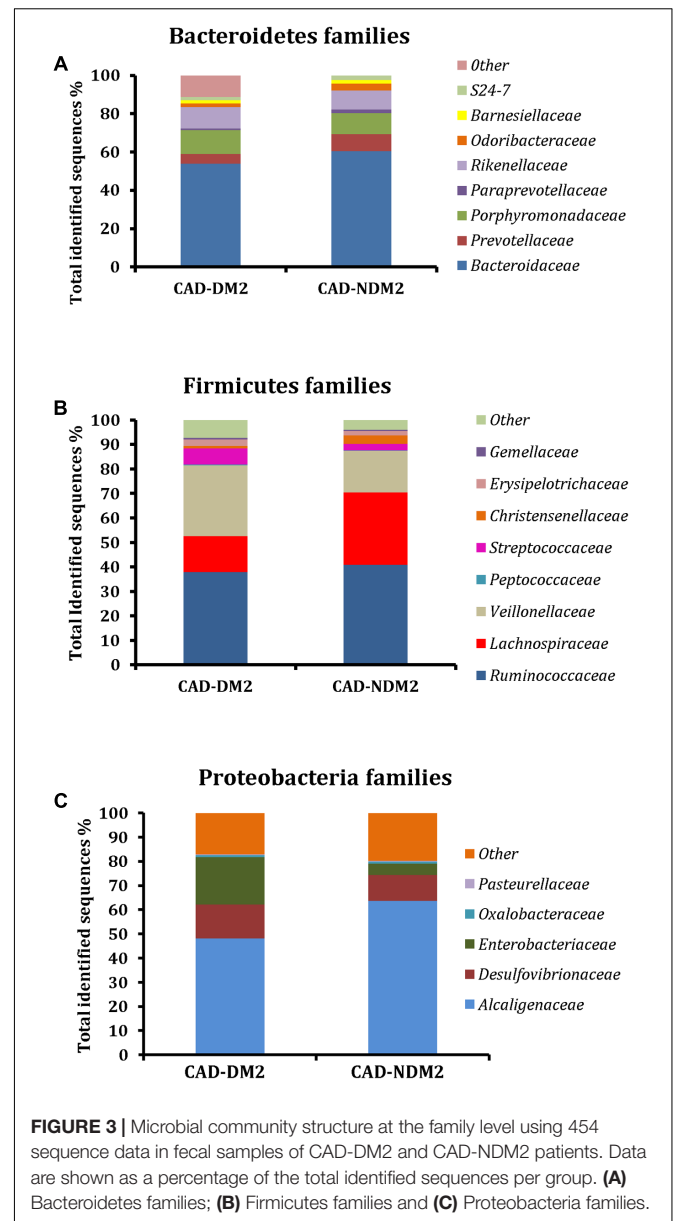 Bacteroidetes families
A
Total identified sequences %
100
80
60
40
20
0
CAD-DM2
CAD-NDM2
Other
S24-7
Barnesiellaceae
Odoribacteraceae
Rikenellaceae
Paraprevotellaceae
Porphyromonadaceae
Prevotellaceae
Bacteroidaceae
Firmicutes families
B
Total Identified sequences %
100
90
80
70
60
50
40
30
20
10
0
CAD-DM2
CAD-NDM2
Other
Gemellaceae
Erysipelotrichaceae
Christensenellaceae
Streptococcaceae
Peptococcaceae
Veillonellaceae
Lachnospiraceae
Ruminococcaceae
Proteobacteria families
C
Total identified sequences %
100
90
80
70
60
50
40
30
20
10
0
CAD-DM2
CAD-NDM2
Other
Pasteurellaceae
Oxalobacteraceae
Enterobacteriaceae
Desulfovibrionaceae
Alcaligenaceae
FIGURE 3 | Microbial community structure at the family level using 454
sequence data in fecal samples of CAD-DM2 and CAD-NDM2 patients. Data
are shown as a percentage of the total identified sequences per group. (A)
Bacteroidetes families; (B) Firmicutes families and (C) Proteobacteria families.